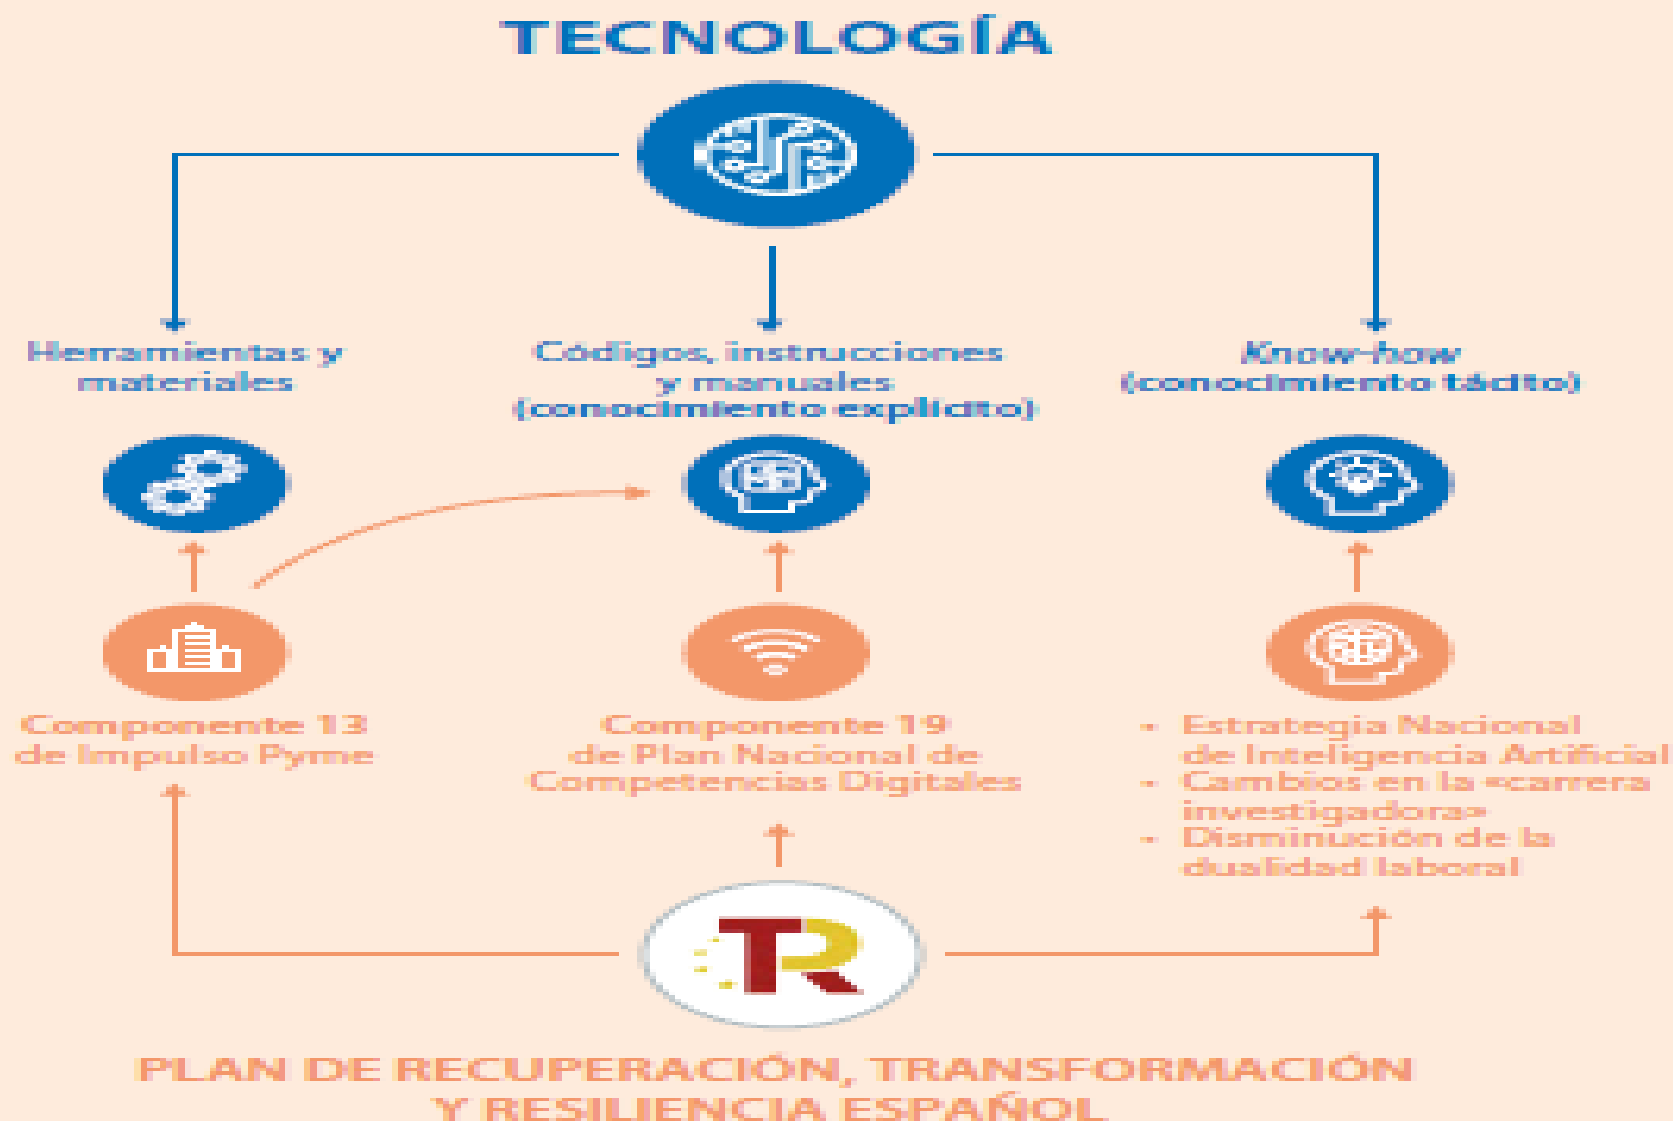 TECNOLOGÍA
Herramientas y
materiales
Códigos, instrucciones
y manuales
(conocimiento explícito)
Know-how
(conocimiento tácito)
Componente 13
de Impulso Pyme
Componente 19
de Plan Nacional de
Competencias Digitales
• Estrategia Nacional
de Inteligencia Artificial
• Cambios en la «carrera
investigadora»
• Disminución de la
dualidad laboral
TR
PLAN DE RECUPERACIÓN, TRANSFORMACIÓN
Y RESILIENCIA ESPAÑOL